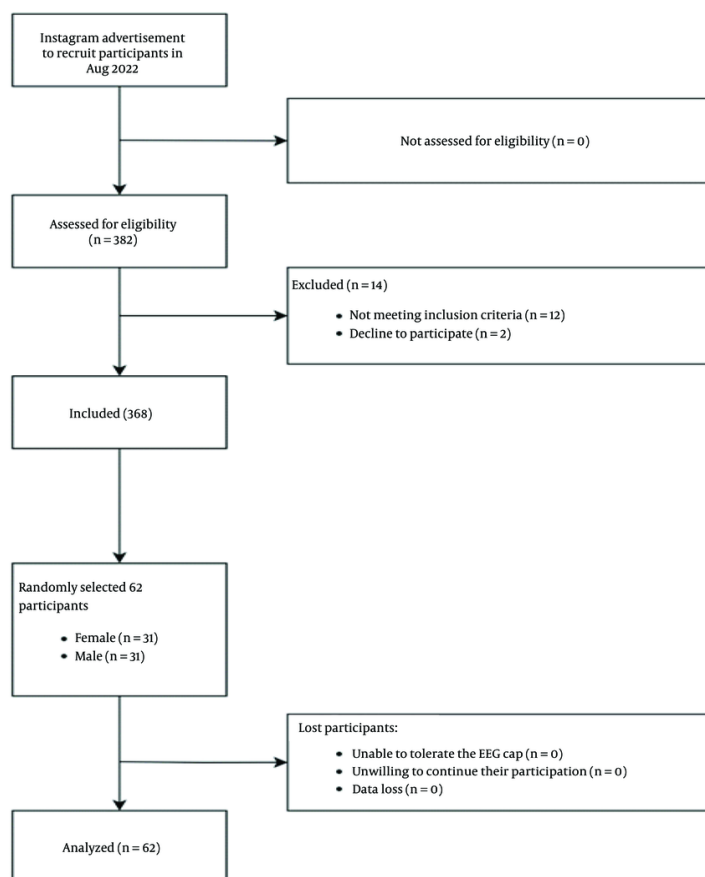 Instagram advertisement
to recruit participants in
Aug 2022
Not assessed for eligibility (n = 0)
Assessed for eligibility
(n = 382)
Excluded (n = 14)
• Not meeting inclusion criteria (n = 12)
• Decline to participate (n = 2)
Included (368)
Randomly selected 62
participants
• Female (n = 31)
• Male (n = 31)
Lost participants:
• Unable to tolerate the EEG cap (n = 0)
• Unwilling to continue their participation (n = 0)
• Data loss (n = 0)
Analyzed (n = 62)